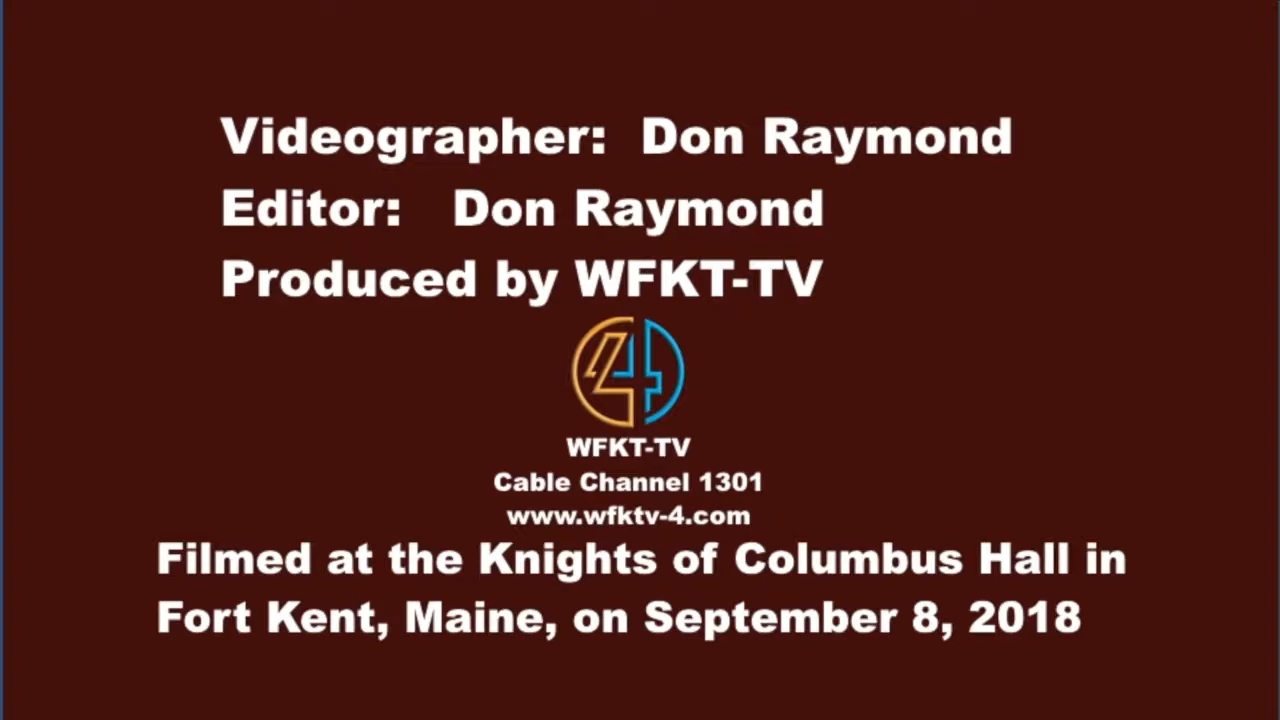 Videographer:  Don Raymond
Editor:   Don Raymond
Produced by WFKT-TV
4
WFKT-TV
Cable Channel 1301
www.wfktv-4.com
Filmed at the Knights of Columbus Hall in
Fort Kent, Maine, on September 8, 2018